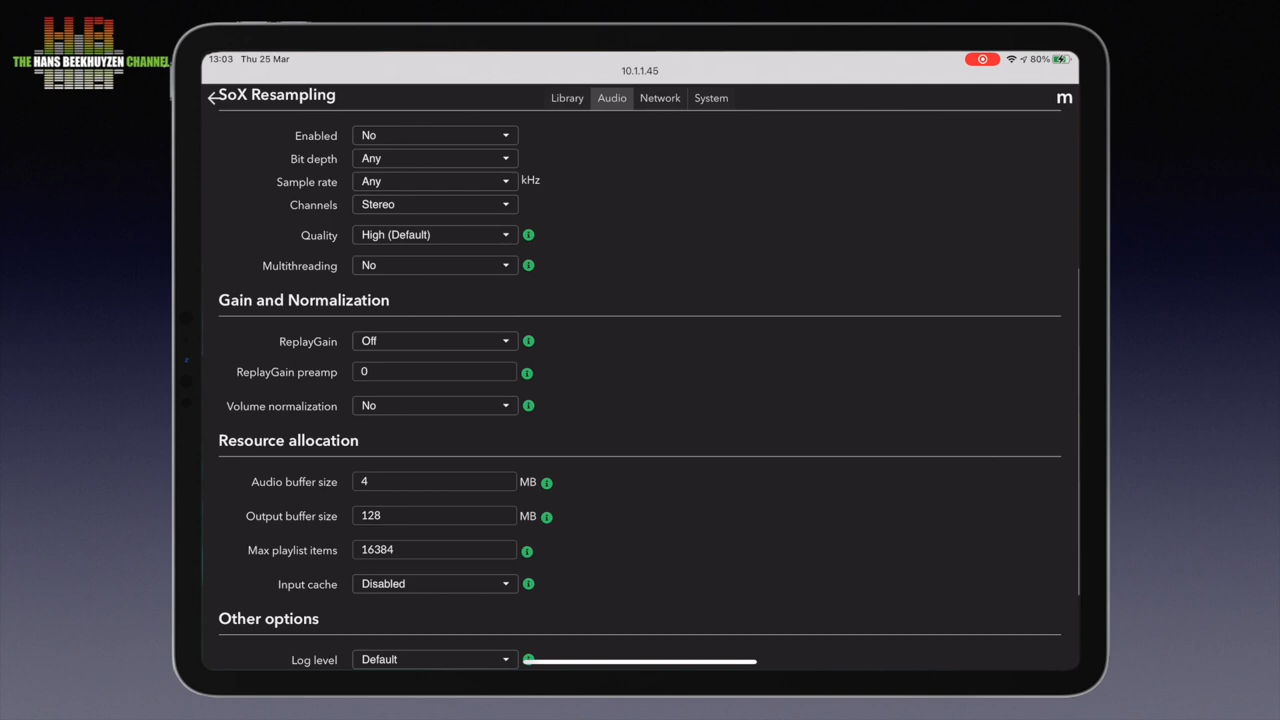 THE HANS BEEKHUYZEN CHANNEL
13:03 Thu 25 Mar
80%
10.1.1.45
SoX Resampling
Library Audio Network System
m
Enabled No
Bit depth Any
Sample rate Any kHz
Channels Stereo
Quality High (Default)
Multithreading No
Gain and Normalization
ReplayGain Off
ReplayGain preamp 0
Volume normalization No
Resource allocation
Audio buffer size 4 MB
Output buffer size 128 MB
Max playlist items 16384
Input cache Disabled
Other options
Log level Default